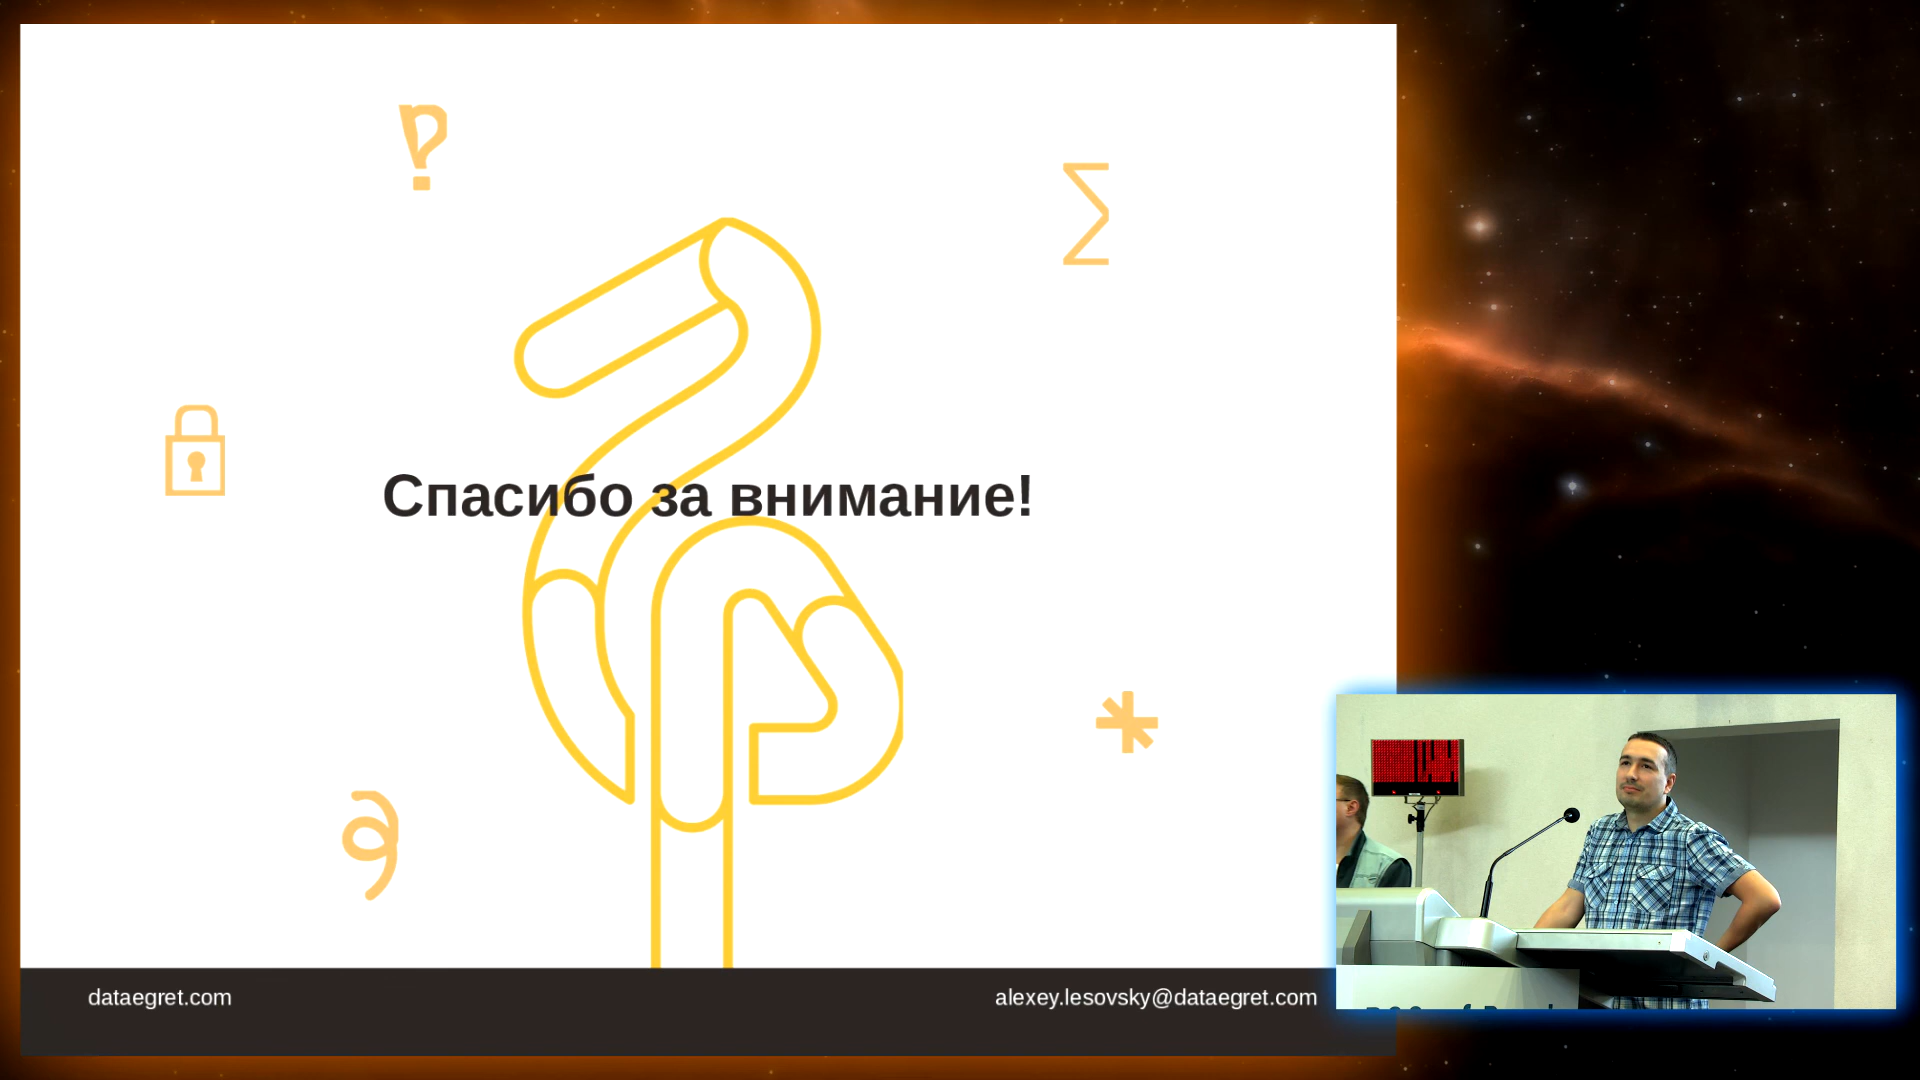 Спасибо за внимание!
dataegret.com
alexey.lesovsky@dataegret.com